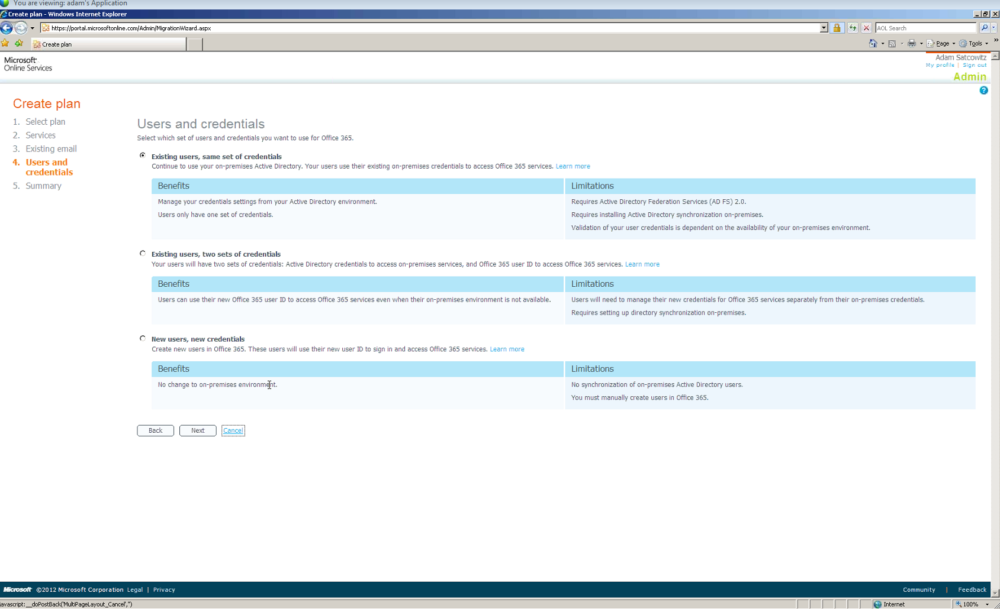 You are viewing: adam's Application
Create plan - Windows Internet Explorer
https://portal.microsoftonline.com/Admin/MigrationWizard.aspx
AOL Search
Create plan
Page
Tools
Microsoft
Online Services
Adam Satcowitz
My profile | Sign out
Admin
?
Create plan
1. Select plan
2. Services
3. Existing email
4. Users and
credentials
5. Summary
Users and credentials
Select which set of users and credentials you want to use for Office 365.
Existing users, same set of credentials
Continue to use your on-premises Active Directory. Your users use their existing on-premises credentials to access Office 365 services. Learn more
Benefits
Manage your credentials settings from your Active Directory environment.
Users only have one set of credentials.
Limitations
Requires Active Directory Federation Services (AD FS) 2.0.
Requires installing Active Directory synchronization on-premises.
Validation of your user credentials is dependent on the availability of your on-premises environment.
Existing users, two sets of credentials
Your users will have two sets of credentials: Active Directory credentials to access on-premises services, and Office 365 user ID to access Office 365 services. Learn more
Benefits
Users can use their new Office 365 user ID to access Office 365 services even when their on-premises environment is not available.
Limitations
Users will need to manage their new credentials for Office 365 services separately from their on-premises credentials.
Requires setting up directory synchronization on-premises.
New users, new credentials
Create new users in Office 365. These users will use their new user ID to sign in and access Office 365 services. Learn more
Benefits
No change to on-premises environment.
Limitations
No synchronization of on-premises Active Directory users.
You must manually create users in Office 365.
Back
Next
Cancel
Microsoft ©2012 Microsoft Corporation Legal | Privacy
Community | Feedback
javascript:__doPostBack('MultiPageLayout_Cancel','')
Internet
100%